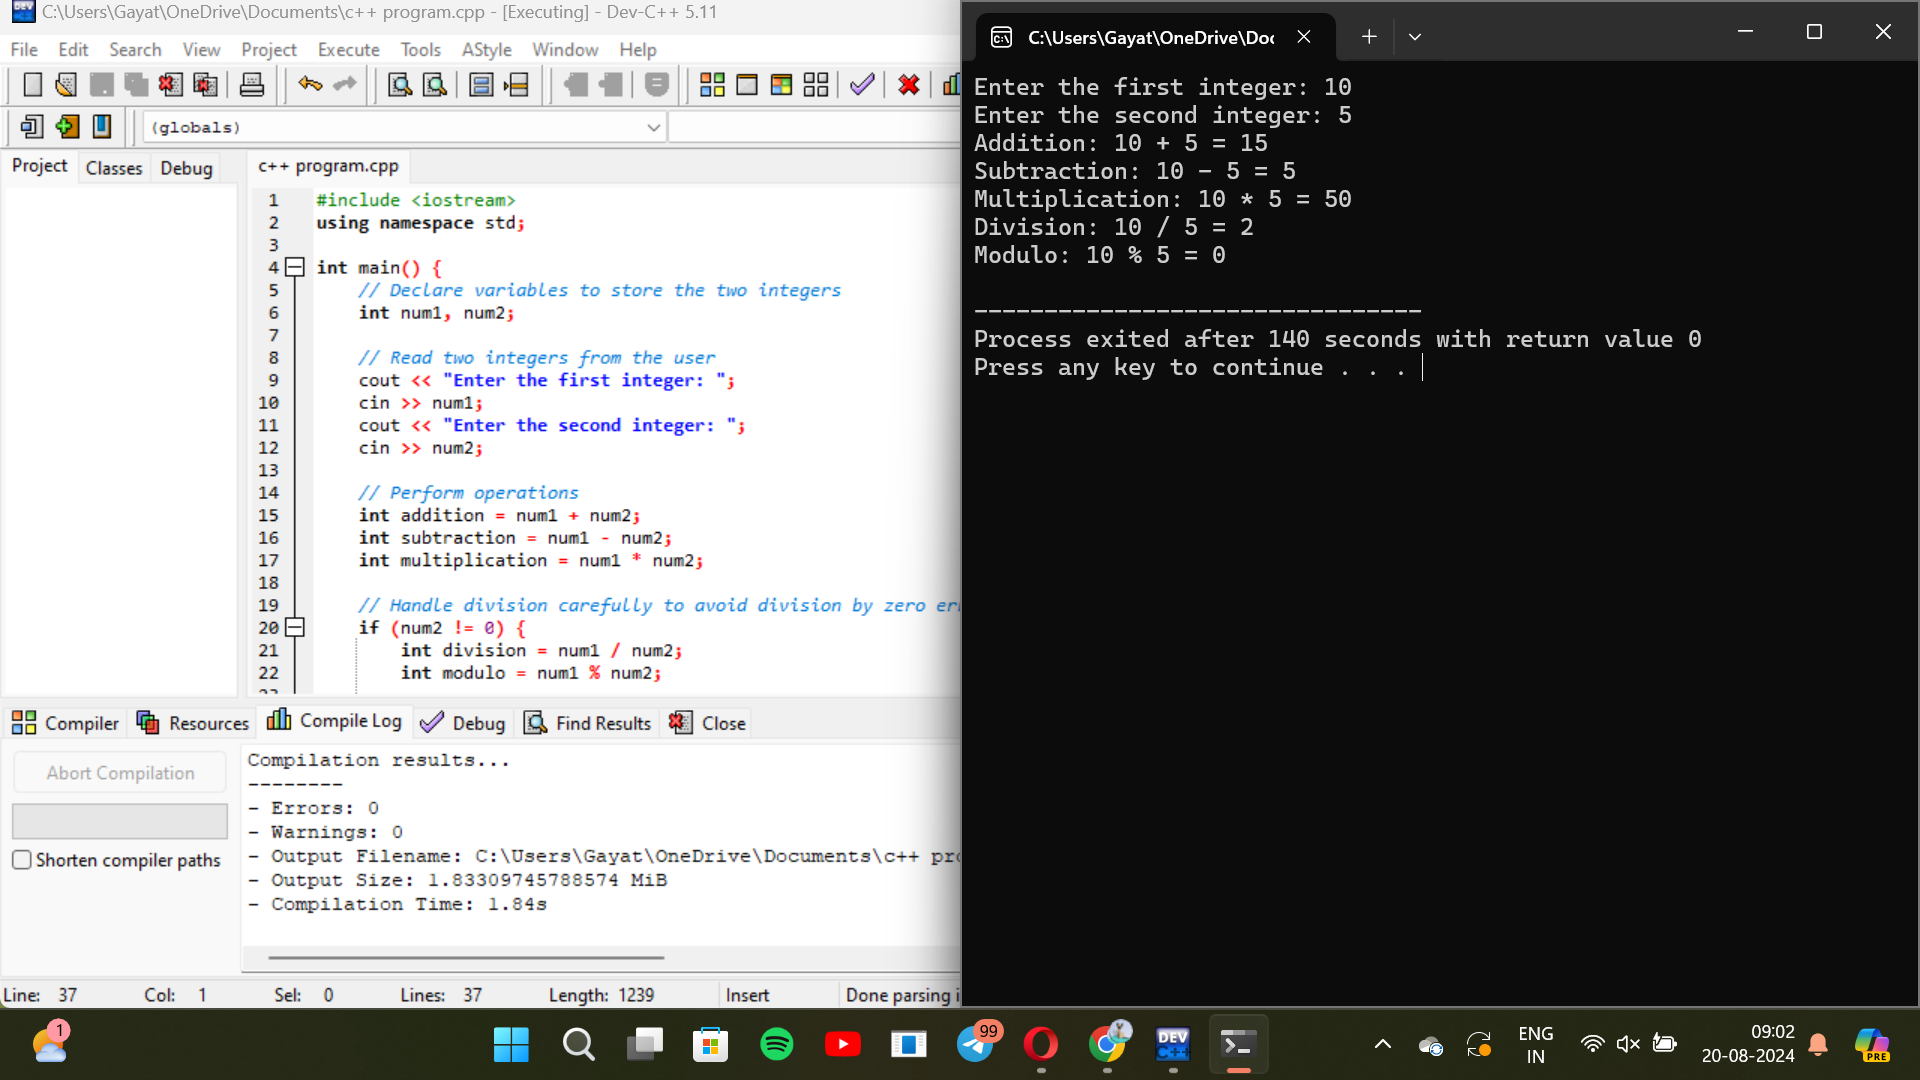 C:\Users\Gayat\OneDrive\Documents\c++ program.cpp - [Executing] - Dev-C++ 5.11
File Edit Search View Project Execute Tools AStyle Window Help
(globals)
Project Classes Debug
c++ program.cpp
1 #include <iostream>
2 using namespace std;
3
4 int main() {
5 // Declare variables to store the two integers
6 int num1, num2;
7
8 // Read two integers from the user
9 cout << "Enter the first integer: ";
10 cin >> num1;
11 cout << "Enter the second integer: ";
12 cin >> num2;
13
14 // Perform operations
15 int addition = num1 + num2;
16 int subtraction = num1 - num2;
17 int multiplication = num1 * num2;
18
19 // Handle division carefully to avoid division by zero er
20 if (num2 != 0) {
21 int division = num1 / num2;
22 int modulo = num1 % num2;
Compiler Resources Compile Log Debug Find Results Close
Abort Compilation
Shorten compiler paths
Compilation results...
--------
- Errors: 0
- Warnings: 0
- Output Filename: C:\Users\Gayat\OneDrive\Documents\c++ pro
- Output Size: 1.83309745788574 MiB
- Compilation Time: 1.84s
Line: 37 Col: 1 Sel: 0 Lines: 37 Length: 1239 Insert Done parsing i
C:\Users\Gayat\OneDrive\Doc
Enter the first integer: 10
Enter the second integer: 5
Addition: 10 + 5 = 15
Subtraction: 10 - 5 = 5
Multiplication: 10 * 5 = 50
Division: 10 / 5 = 2
Modulo: 10 % 5 = 0
--------------------------------
Process exited after 140 seconds with return value 0
Press any key to continue . . .
1
99
DEV
C++
ENG
IN
09:02
20-08-2024
PRE